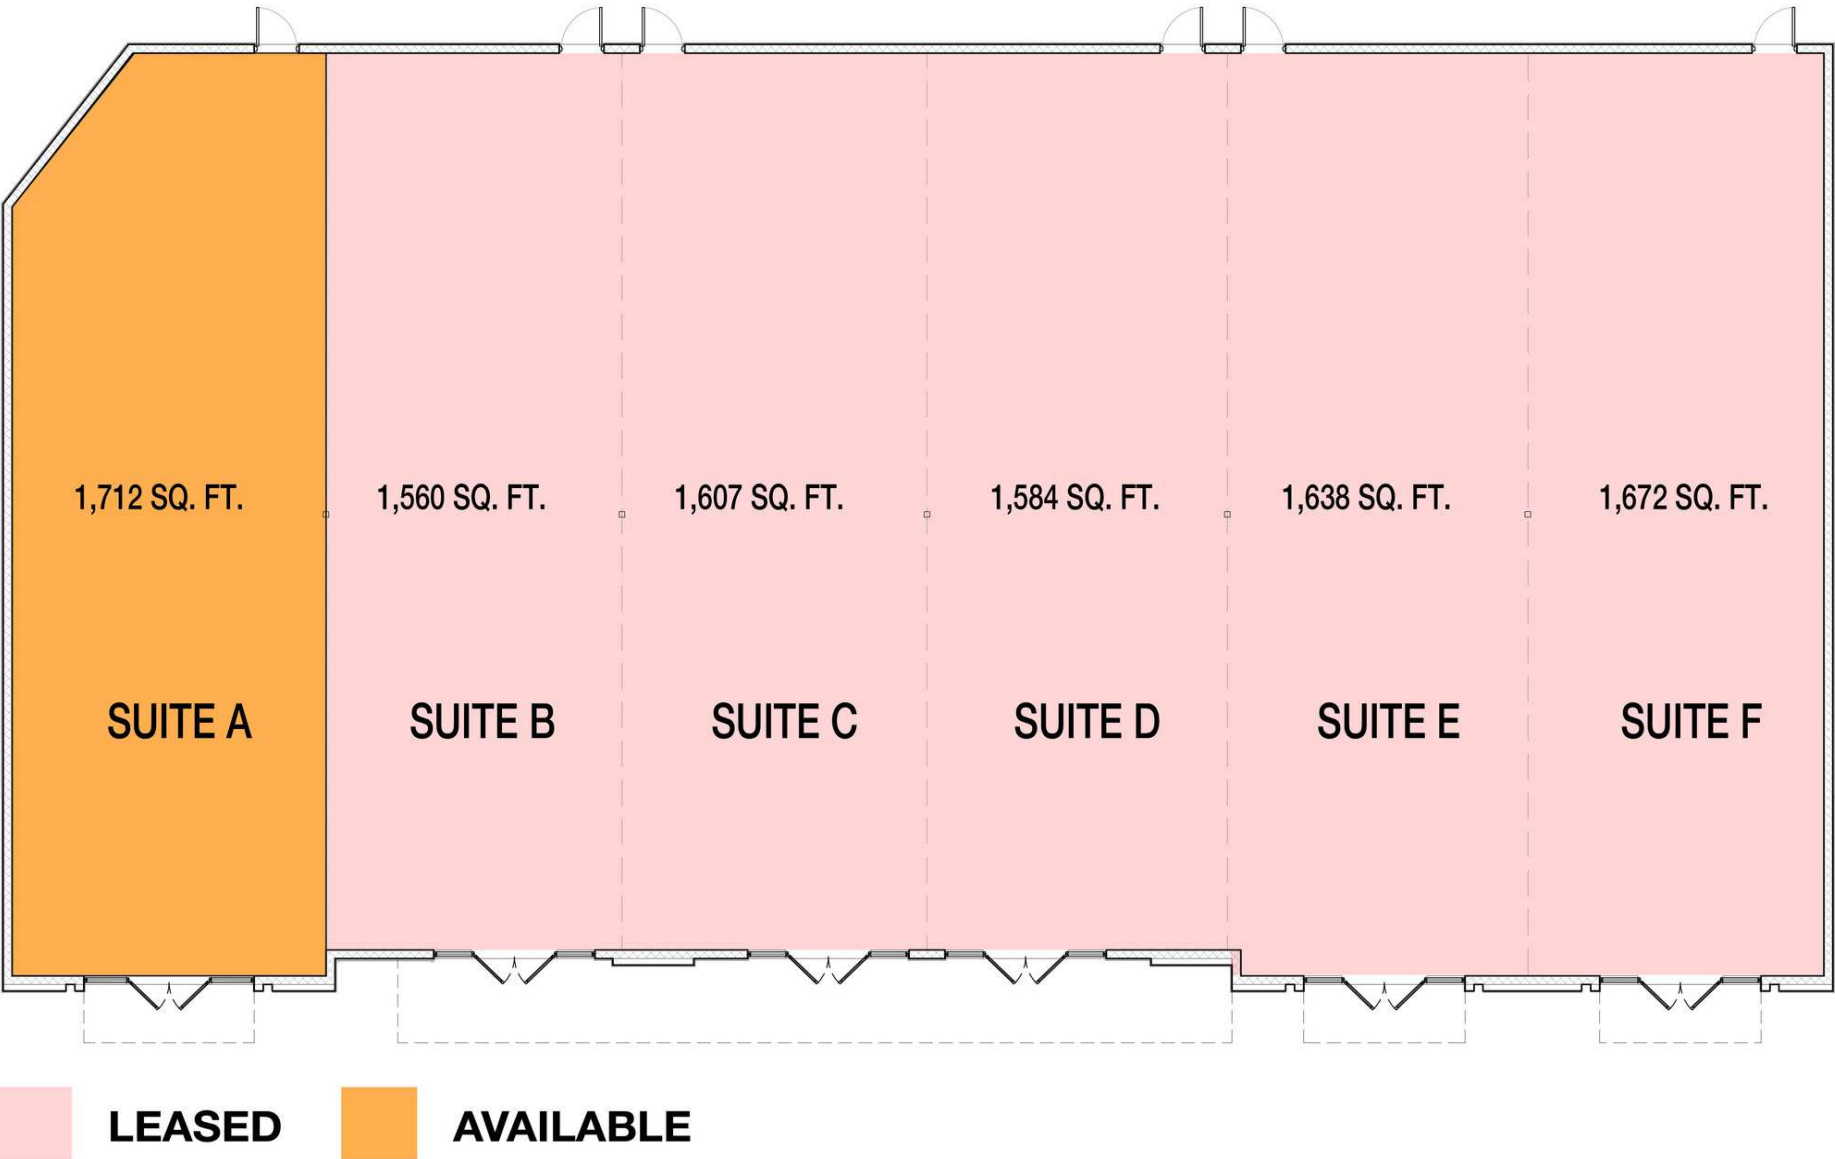 1,712 SQ. FT.
1,560 SQ. FT.
1,607 SQ. FT.
1,584 SQ. FT.
1,638 SQ. FT.
1,672 SQ. FT.
SUITE A
SUITE B
SUITE C
SUITE D
SUITE E
SUITE F
LEASED
AVAILABLE